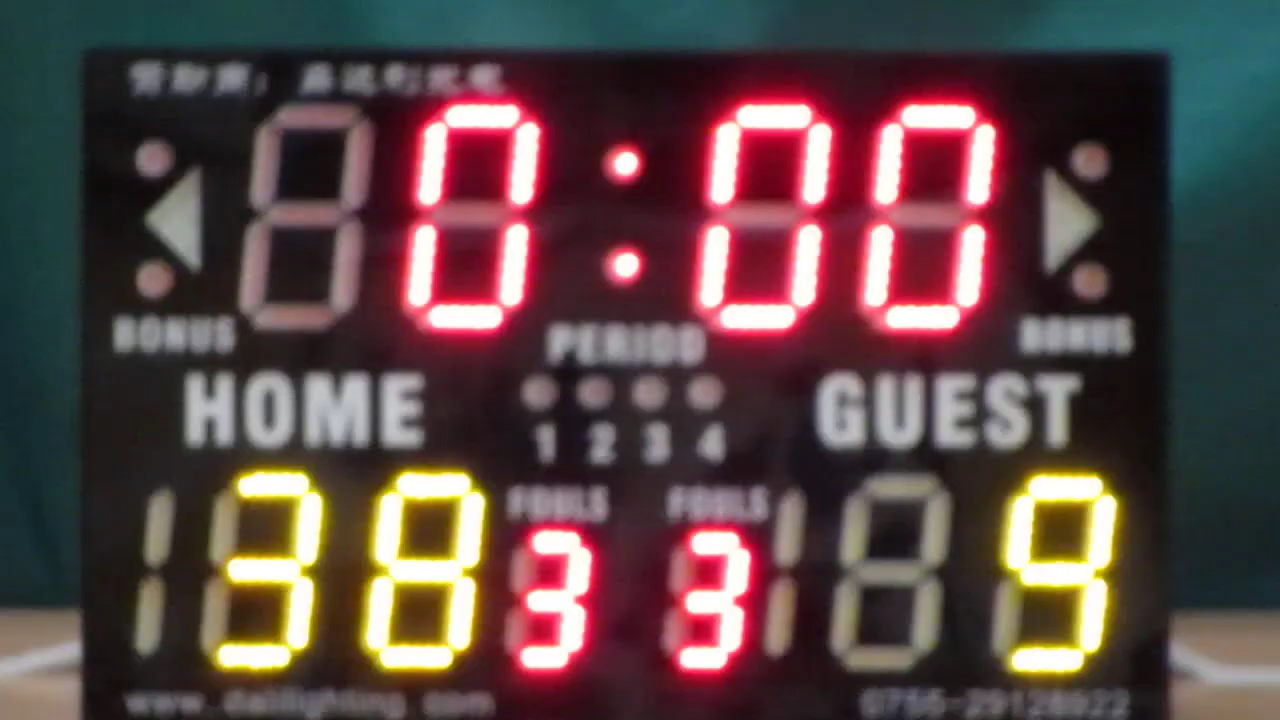 0:00
BONUS PERIOD BONUS
HOME 1 2 3 4 GUEST
FOULS FOULS
38 3 3 9